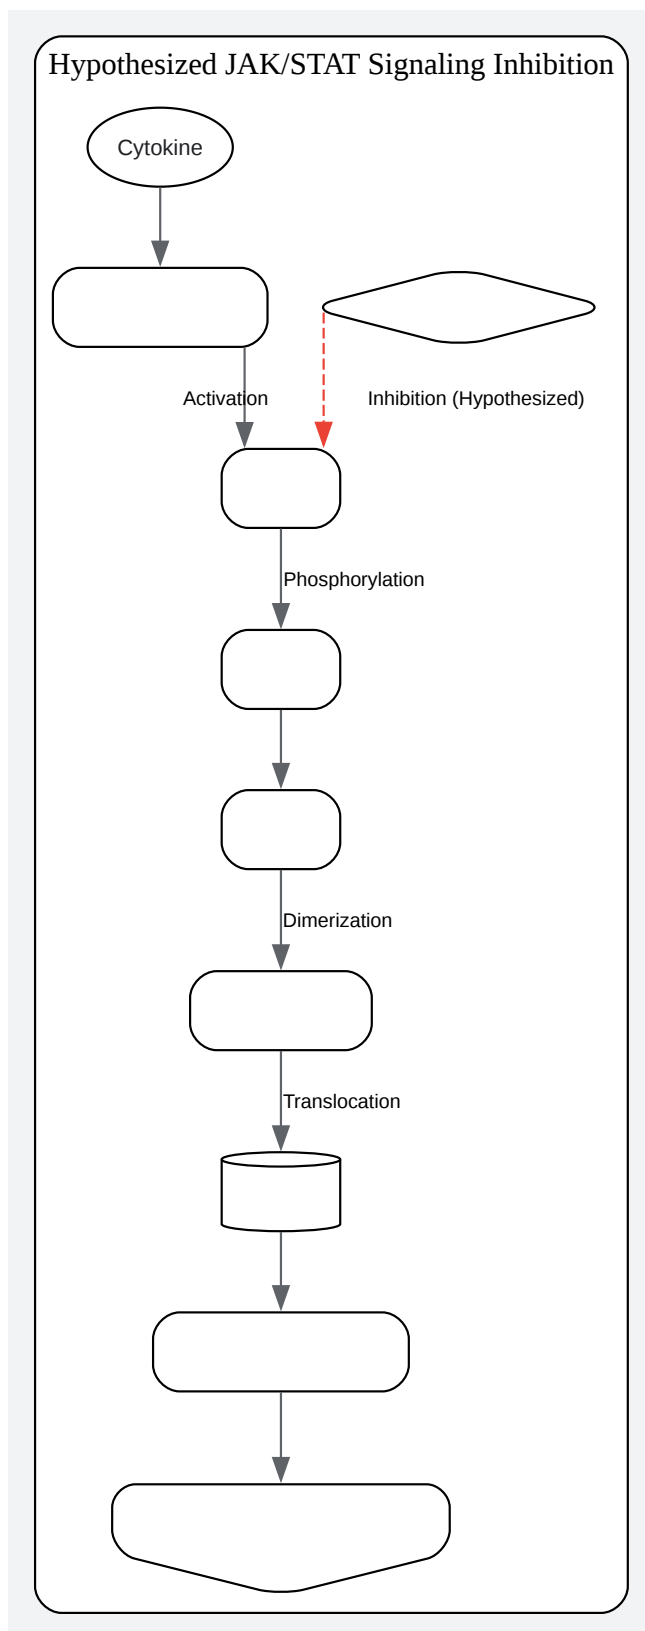 Hypothesized JAK/STAT Signaling Inhibition
Cytokine
Activation
Inhibition (Hypothesized)
Phosphorylation
Dimerization
Translocation